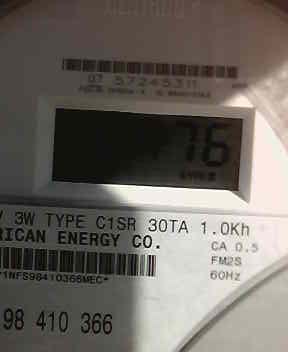 07 57245311
76
V 3W TYPE C1SR 30TA 1.0Kh
RICAN ENERGY CO.
CA 0.5
FM2S
60Hz
*1NFS98410366MEC*
98 410 366